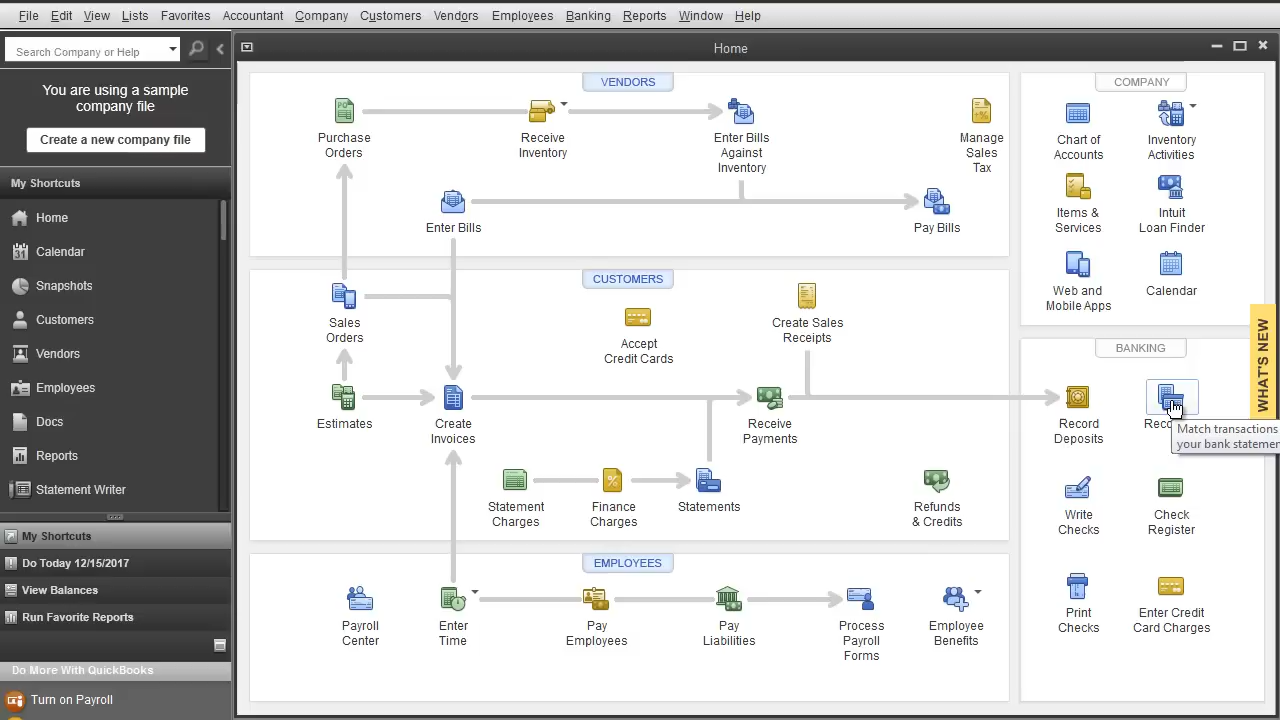 File Edit View Lists Favorites Accountant Company Customers Vendors Employees Banking Reports Window Help
Search Company or Help
You are using a sample
company file
Create a new company file
My Shortcuts
Home
Calendar
Snapshots
Customers
Vendors
Employees
Docs
Reports
Statement Writer
My Shortcuts
Do Today 12/15/2017
View Balances
Run Favorite Reports
Do More With QuickBooks
Turn on Payroll
Home
VENDORS
Purchase
Orders
Receive
Inventory
Enter Bills
Against
Inventory
Manage
Sales
Tax
Enter Bills
Pay Bills
CUSTOMERS
Sales
Orders
Accept
Credit Cards
Create Sales
Receipts
Estimates
Create
Invoices
Receive
Payments
Statement
Charges
Finance
Charges
Statements
Refunds
& Credits
EMPLOYEES
Payroll
Center
Enter
Time
Pay
Employees
Pay
Liabilities
Process
Payroll
Forms
Employee
Benefits
COMPANY
Chart of
Accounts
Inventory
Activities
Items &
Services
Intuit
Loan Finder
Web and
Mobile Apps
Calendar
WHAT'S NEW
BANKING
Record
Deposits
Match transactions
your bank
Write
Checks
Check
Register
Print
Checks
Enter Credit
Card Charges